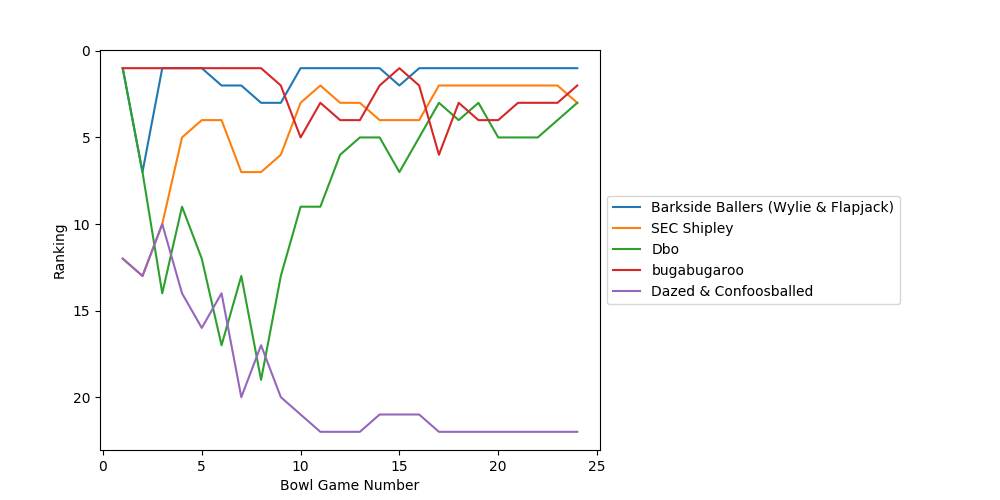 0
5
10
15
20
Ranking
0 5 10 15 20 25
Bowl Game Number
Barkside Ballers (Wylie & Flapjack)
SEC Shipley
Dbo
bugabugaroo
Dazed & Confoosballed